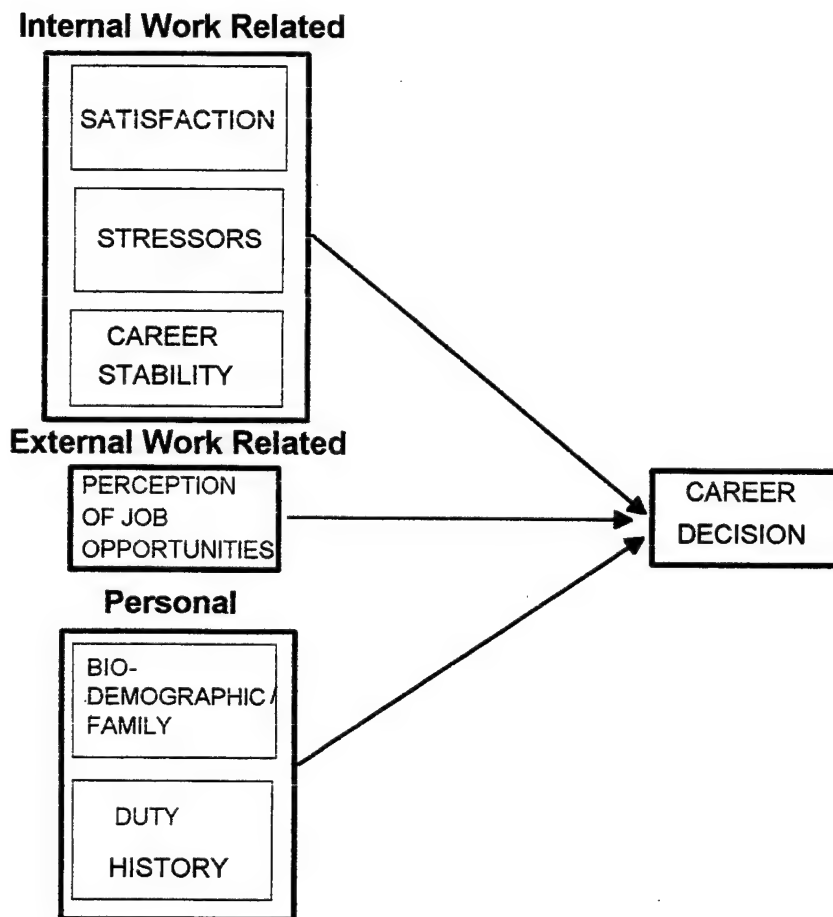 Internal Work Related
SATISFACTION
STRESSORS
CAREER
STABILITY
External Work Related
PERCEPTION
OF JOB
OPPORTUNITIES
CAREER
DECISION
Personal
BIO-
DEMOGRAPHIC/
FAMILY
DUTY
HISTORY